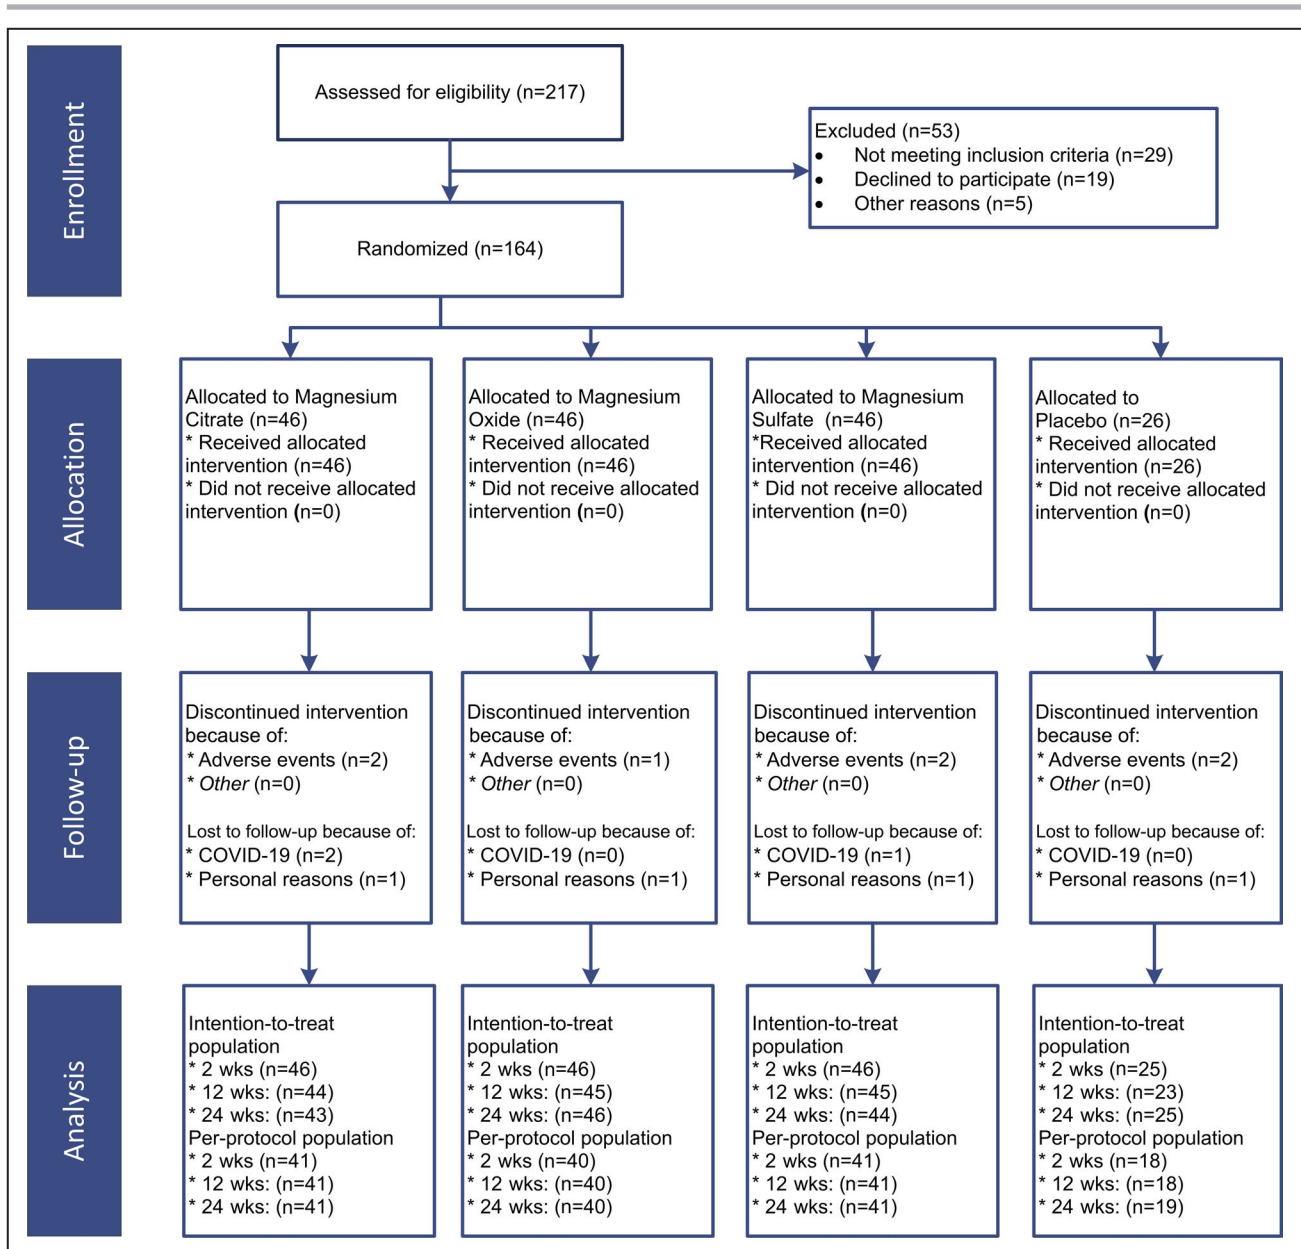 Enrollment
Assessed for eligibility (n=217)
Excluded (n=53)
• Not meeting inclusion criteria (n=29)
• Declined to participate (n=19)
• Other reasons (n=5)
Randomized (n=164)
Allocation
Allocated to Magnesium
Citrate (n=46)
* Received allocated
intervention (n=46)
* Did not receive allocated
intervention (n=0)
Allocated to Magnesium
Oxide (n=46)
* Received allocated
intervention (n=46)
* Did not receive allocated
intervention (n=0)
Allocated to Magnesium
Sulfate (n=46)
*Received allocated
intervention (n=46)
* Did not receive allocated
intervention (n=0)
Allocated to
Placebo (n=26)
* Received allocated
intervention (n=26)
* Did not receive allocated
intervention (n=0)
Follow-up
Discontinued intervention
because of:
* Adverse events (n=2)
* Other (n=0)
Lost to follow-up because of:
* COVID-19 (n=2)
* Personal reasons (n=1)
Discontinued intervention
because of:
* Adverse events (n=1)
* Other (n=0)
Lost to follow-up because of:
* COVID-19 (n=0)
* Personal reasons (n=1)
Discontinued intervention
because of:
* Adverse events (n=2)
* Other (n=0)
Lost to follow-up because of:
* COVID-19 (n=1)
* Personal reasons (n=1)
Discontinued intervention
because of:
* Adverse events (n=2)
* Other (n=0)
Lost to follow-up because of:
* COVID-19 (n=0)
* Personal reasons (n=1)
Analysis
Intention-to-treat
population
* 2 wks (n=46)
* 12 wks: (n=44)
* 24 wks: (n=43)
Per-protocol population
* 2 wks (n=41)
* 12 wks: (n=41)
* 24 wks: (n=41)
Intention-to-treat
population
* 2 wks (n=46)
* 12 wks: (n=45)
* 24 wks: (n=46)
Per-protocol population
* 2 wks (n=40)
* 12 wks: (n=40)
* 24 wks: (n=40)
Intention-to-treat
population
* 2 wks (n=46)
* 12 wks: (n=45)
* 24 wks: (n=44)
Per-protocol population
* 2 wks (n=41)
* 12 wks: (n=41)
* 24 wks: (n=41)
Intention-to-treat
population
* 2 wks (n=25)
* 12 wks: (n=23)
* 24 wks: (n=25)
Per-protocol population
* 2 wks (n=18)
* 12 wks: (n=18)
* 24 wks: (n=19)